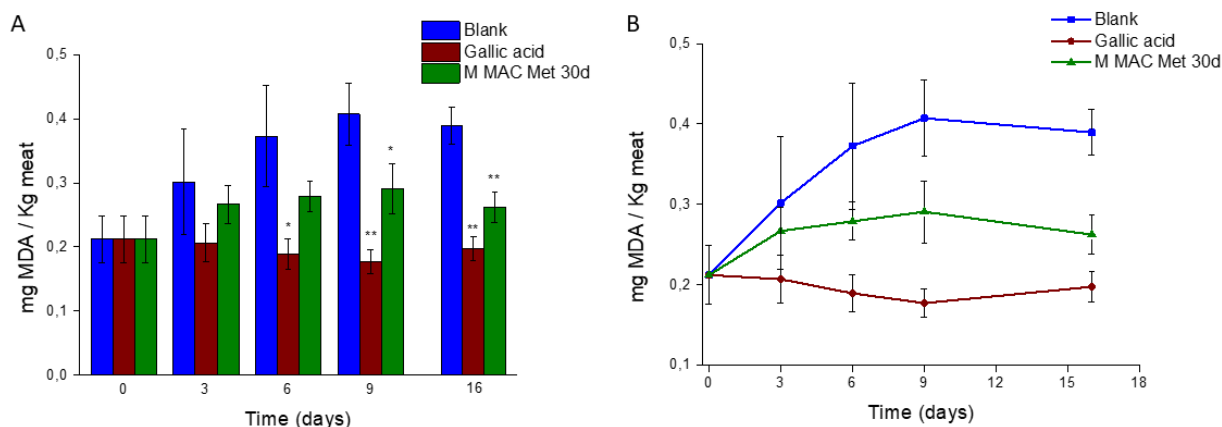 A
Blank
Gallic acid
M MAC Met 30d
0,5
0,4
0,3
0,2
0,1
0,0
mg MDA / Kg meat
*
**
**
*
**
0 3 6 9 16
Time (days)
B
Blank
Gallic acid
M MAC Met 30d
0,5
0,4
0,3
0,2
0,1
mg MDA / Kg meat
0 3 6 9 12 15 18
Time (days)